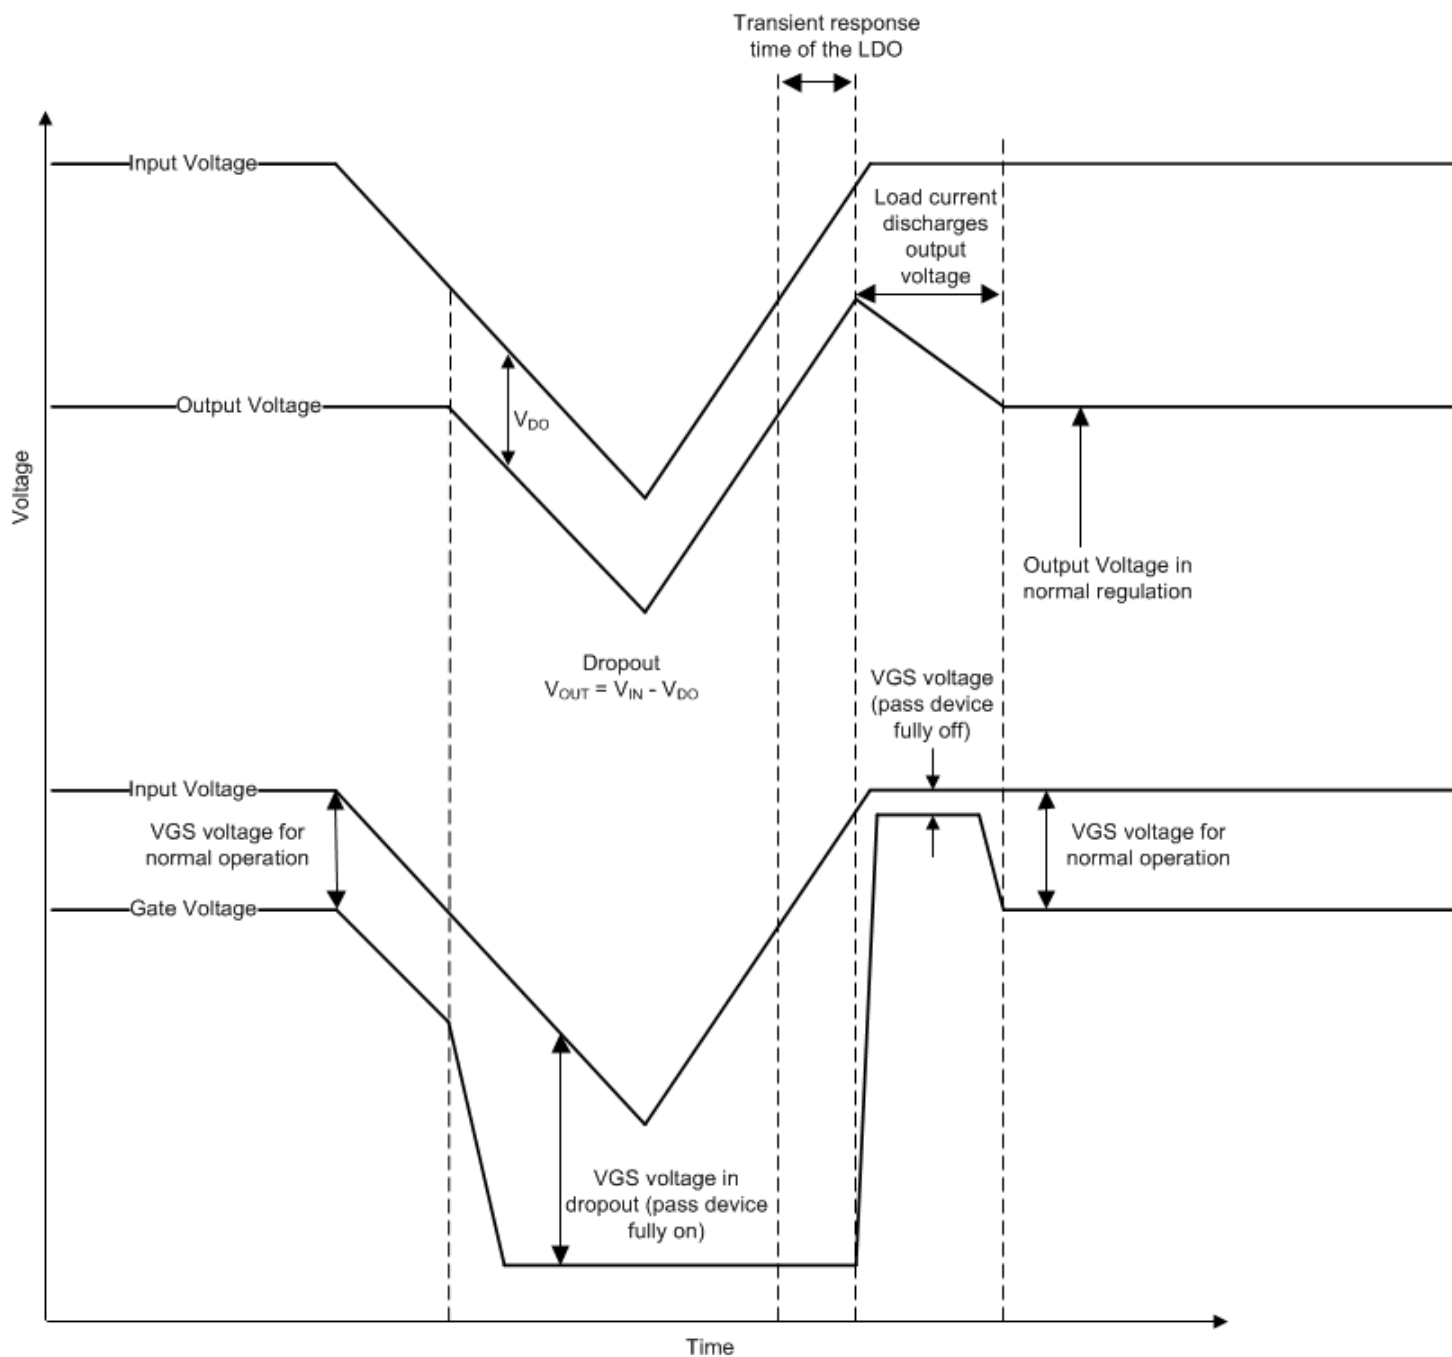 Transient response
time of the LDO
Input Voltage
Load current
discharges
output
voltage
Output Voltage
VDO
Voltage
Output Voltage in
normal regulation
Dropout
VOUT = VIN - VDO
VGS voltage
(pass device
fully off)
Input Voltage
VGS voltage for
normal operation
VGS voltage for
normal operation
Gate Voltage
VGS voltage in
dropout (pass device
fully on)
Time